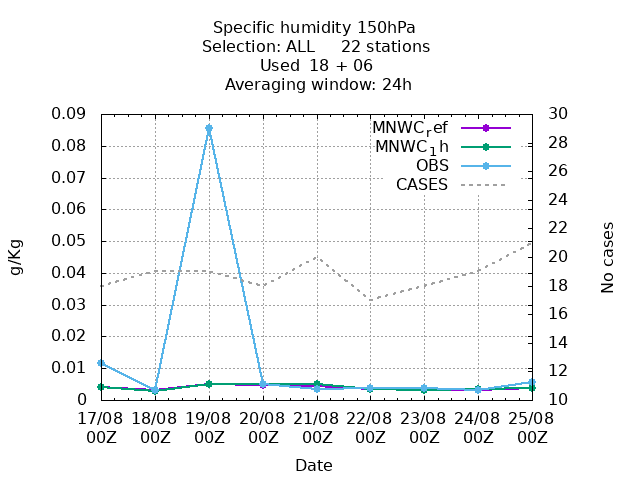 Specific humidity 150hPa
Selection: ALL 22 stations
Used 18 + 06
Averaging window: 24h
MNWC_ref
MNWC_1h
OBS
CASES
0.09
0.08
0.07
0.06
0.05
0.04
0.03
0.02
0.01
0
30
28
26
24
22
20
18
16
14
12
10
g/Kg
No cases
17/08 18/08 19/08 20/08 21/08 22/08 23/08 24/08 25/08
00Z 00Z 00Z 00Z 00Z 00Z 00Z 00Z 00Z
Date